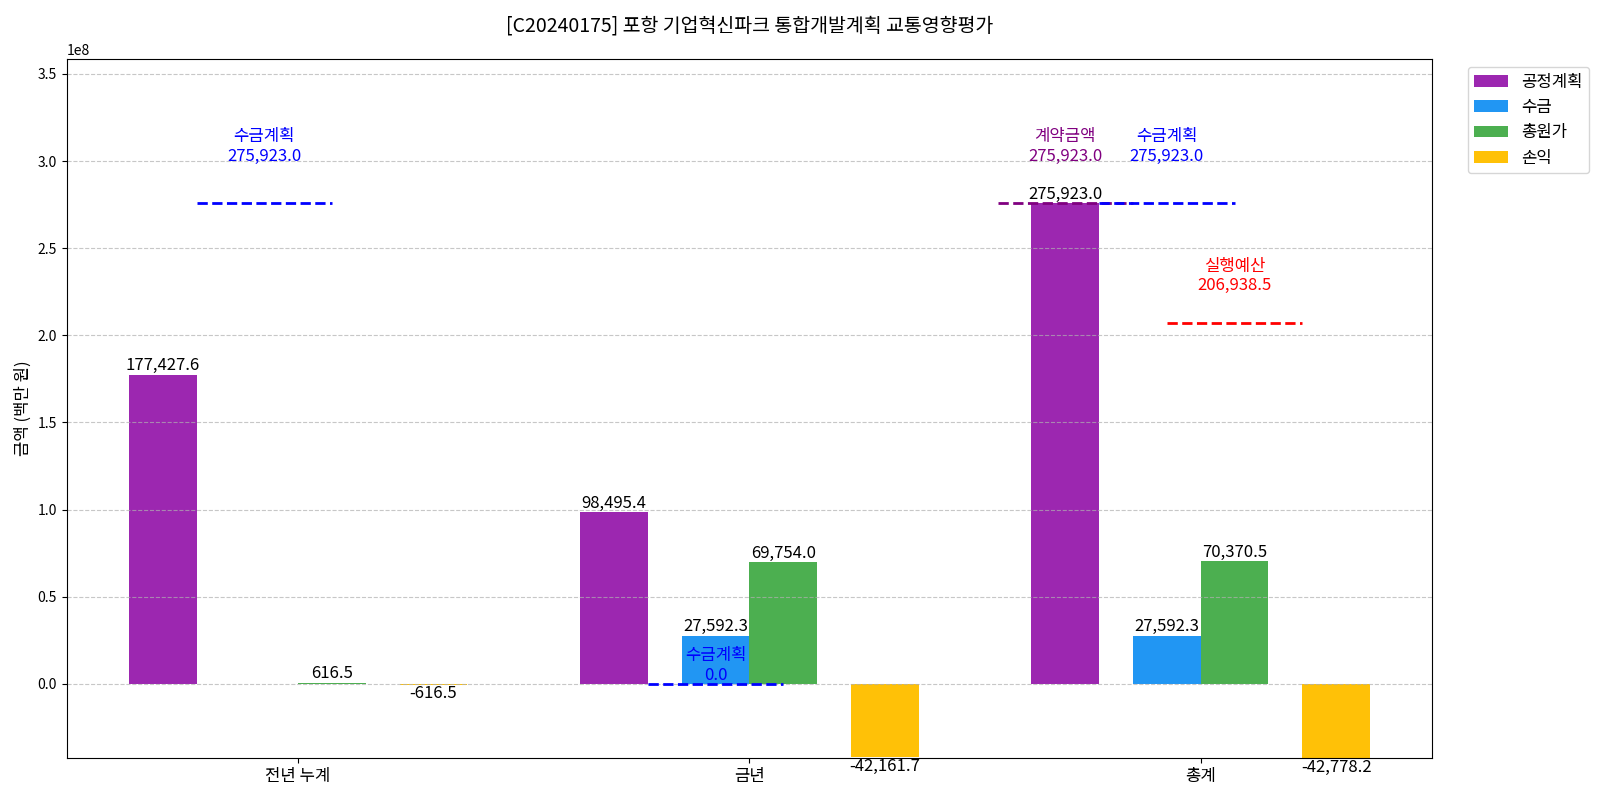 [C20240175] 포항 기업혁신파크 통합개발계획 교통영향평가
1e8
3.5
3.0
2.5
2.0
1.5
1.0
0.5
0.0
금액 (백만 원)
수금계획
275,923.0
177,427.6
616.5
-616.5
98,495.4
69,754.0
27,592.3
수금계획
0.0
-42,161.7
계약금액
275,923.0
수금계획
275,923.0
275,923.0
실행예산
206,938.5
70,370.5
27,592.3
-42,778.2
전년 누계
금년
총계
공정계획
수금
총원가
손익